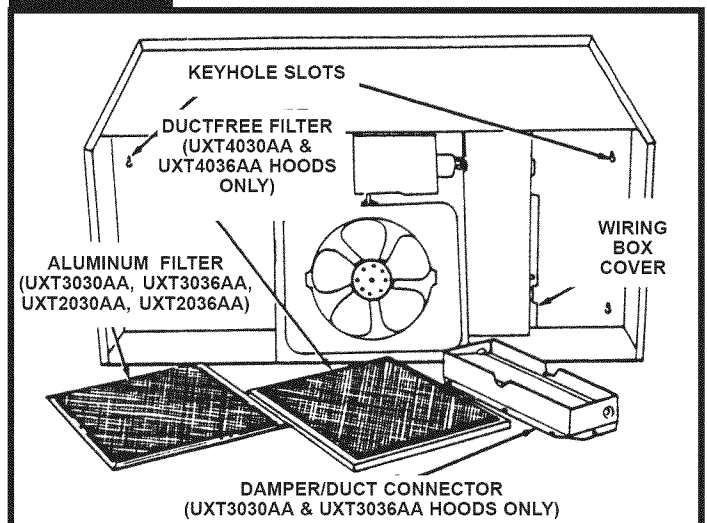 KEYHOLE SLOTS
DUCTFREE FILTER
(UXT4030AA &
UXT4036AA HOODS
ONLY)
WIRING
BOX
COVER
ALUMINUM FILTER
(UXT3030AA, UXT3036AA,
UXT2030AA, UXT2036AA)
DAMPER/DUCT CONNECTOR
(UXT3030AA & UXT3036AA HOODS ONLY)